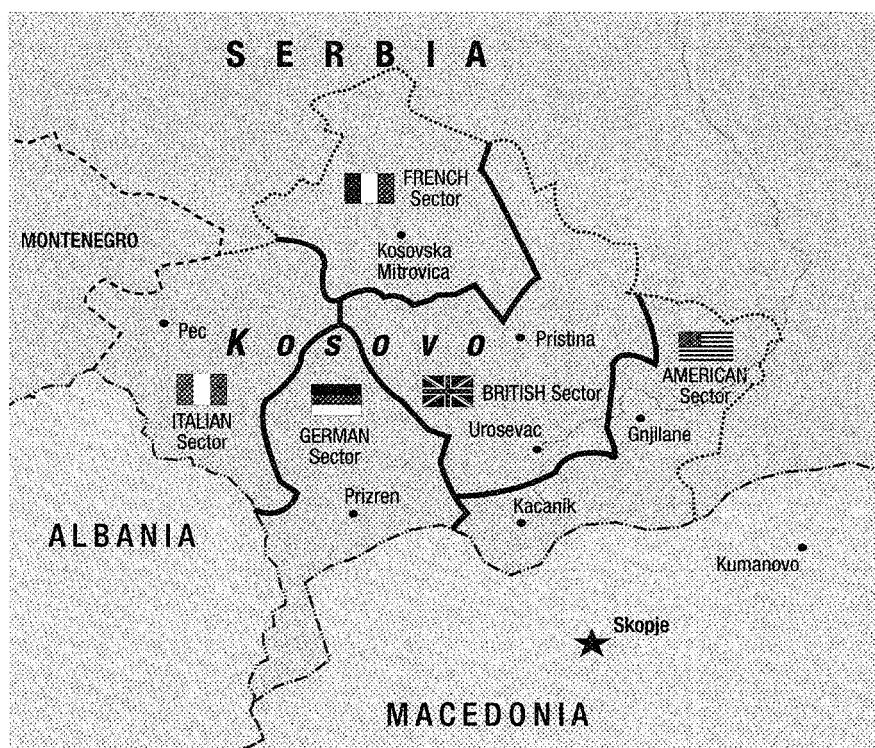 SERBIA
FRENCH
Sector
Kosovska
Mitrovica
MONTENEGRO
Pec
KOSOVO
Pristina
AMERICAN
Sector
ITALIAN
Sector
GERMAN
Sector
BRITISH Sector
Urosevac
Gnjilane
Prizren
Kacanik
ALBANIA
Kumanovo
Skopje
MACEDONIA